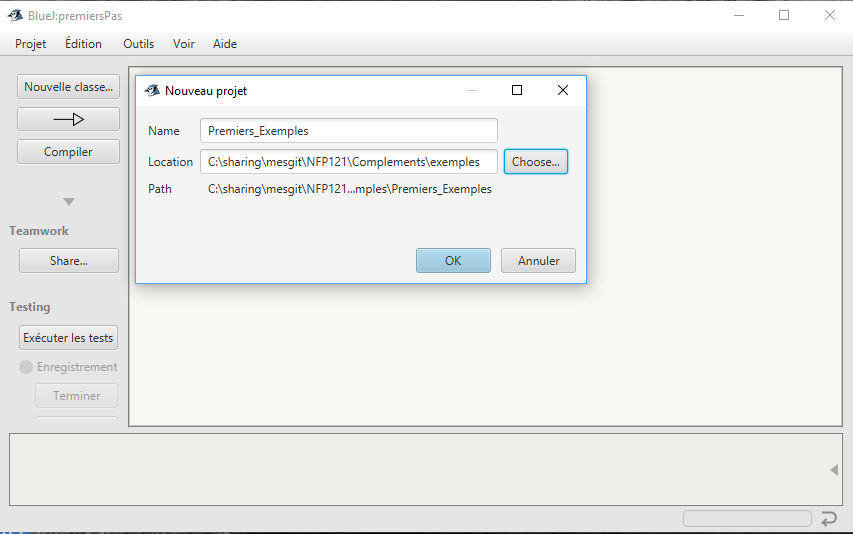 BlueJ:premiersPas
Projet Édition Outils Voir Aide
Nouvelle classe...
Compiler
Teamwork
Share...
Testing
Exécuter les tests
Enregistrement
Terminer
Nouveau projet
Name Premiers_Exemples
Location C:\sharing\mesgit\NFP121\Complements\exemples Choose...
Path C:\sharing\mesgit\NFP121...mples\Premiers_Exemples
OK Annuler